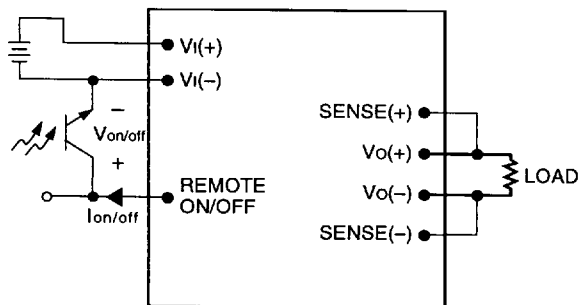 VI(+)
VI(–)
SENSE(+)
–
Von/off
+
VO(+)
LOAD
REMOTE
ON/OFF
VO(–)
Ion/off
SENSE(–)